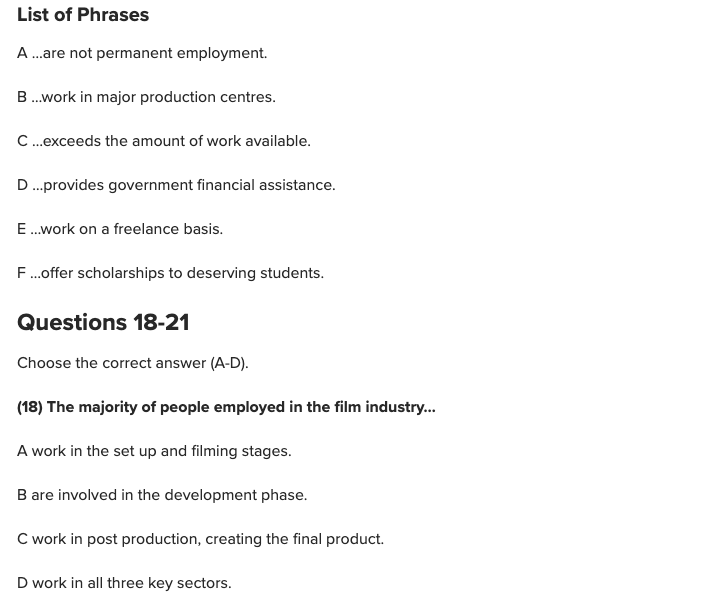 List of Phrases
A ...are not permanent employment.
B ...work in major production centres.
C ...exceeds the amount of work available.
D ...provides government financial assistance.
E ...work on a freelance basis.
F ...offer scholarships to deserving students.
Questions 18-21
Choose the correct answer (A-D).
(18) The majority of people employed in the film industry...
A work in the set up and filming stages.
B are involved in the development phase.
C work in post production, creating the final product.
D work in all three key sectors.